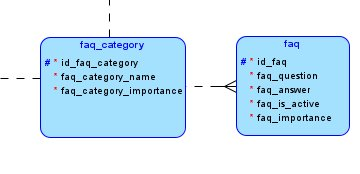 faq_category
# * id_faq_category
* faq_category_name
* faq_category_importance
faq
# * id_faq
* faq_question
* faq_answer
* faq_is_active
* faq_importance